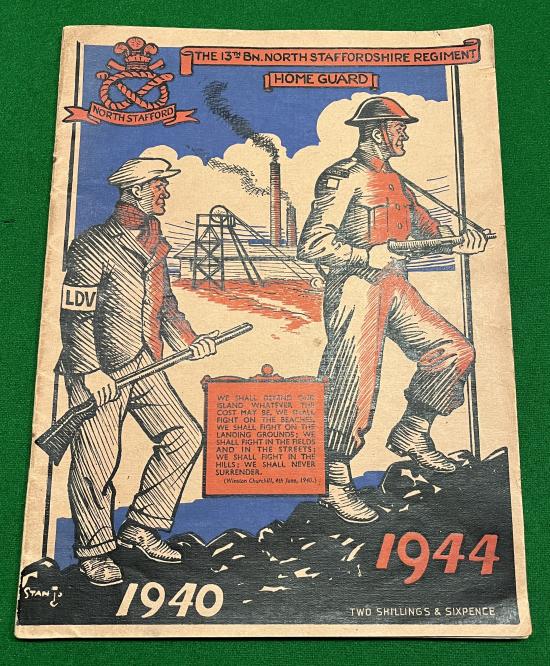 THE 13TH BN. NORTH STAFFORDSHIRE REGIMENT
HOME GUARD
NORTH STAFFORD
LDV
WE SHALL DEFEND OUR
ISLAND WHATEVER THE
COST MAY BE, WE SHALL
FIGHT ON THE BEACHES,
WE SHALL FIGHT ON THE
LANDING GROUNDS; WE
SHALL FIGHT IN THE FIELDS
AND IN THE STREETS;
WE SHALL FIGHT IN THE
HILLS; WE SHALL NEVER
SURRENDER.
(Winston Churchill, 4th June, 1940.)
1944
1940
TWO SHILLINGS & SIXPENCE